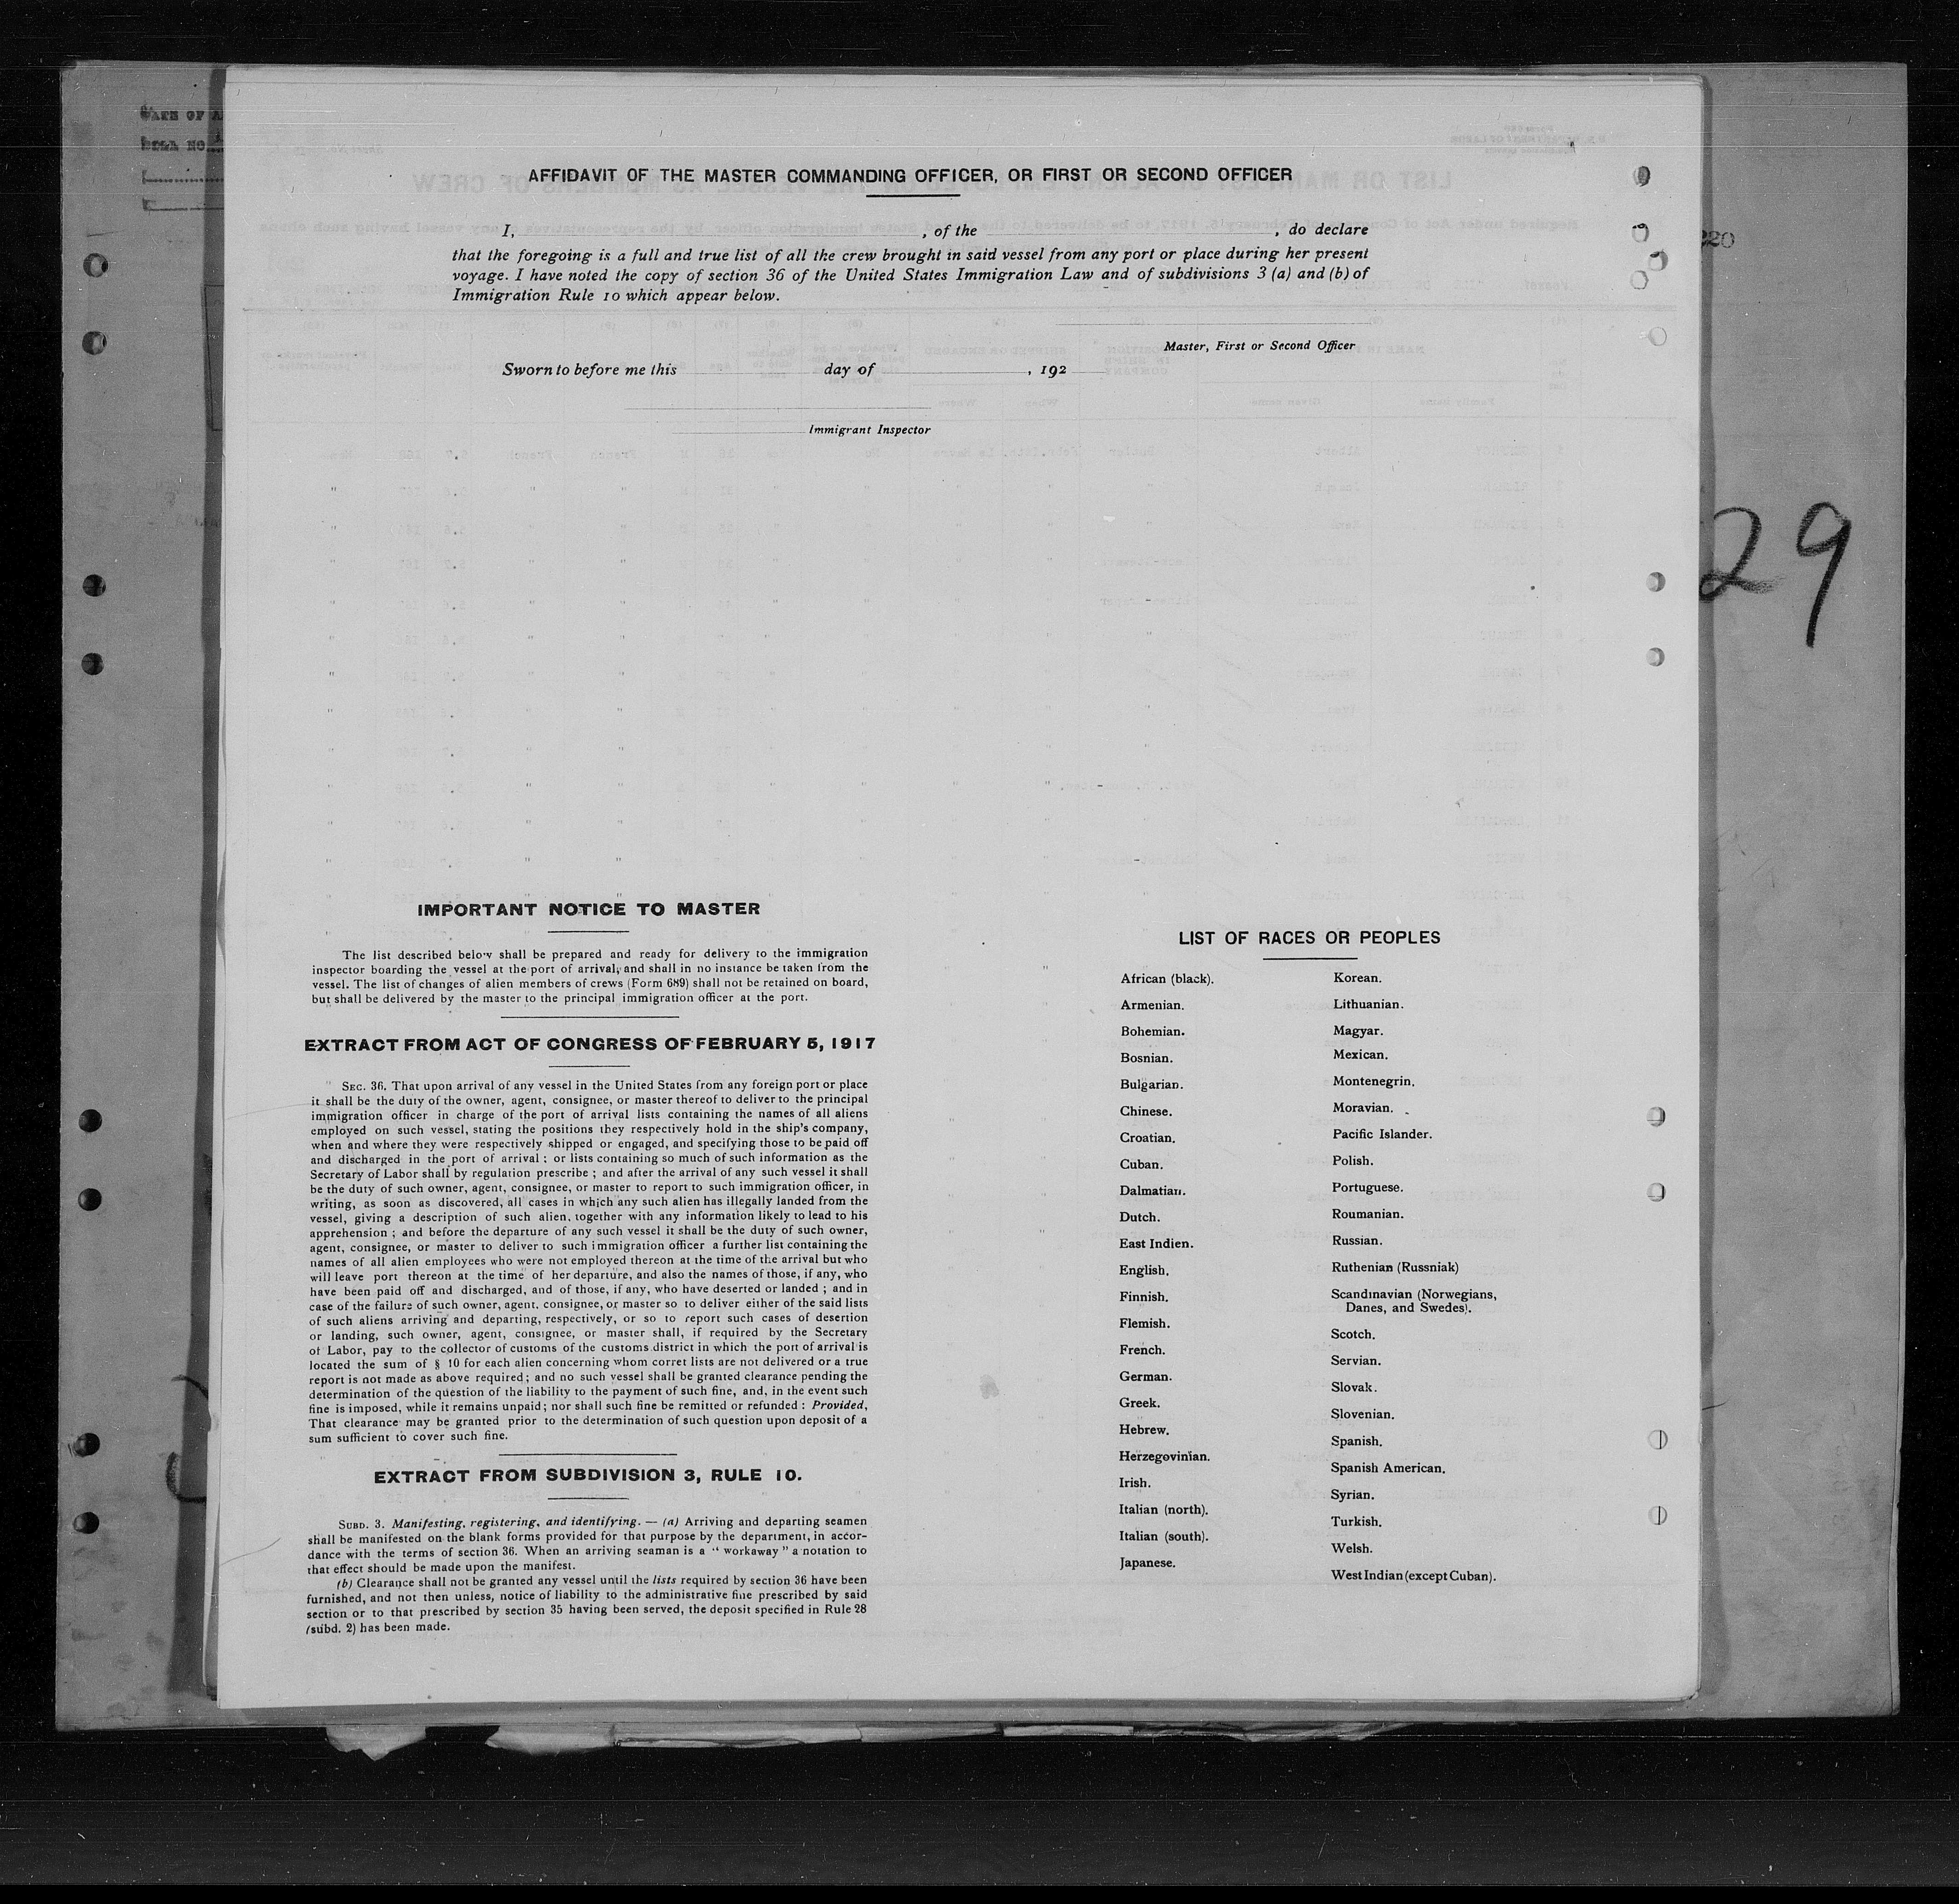 AFFIDAVIT OF THE MASTER COMMANDING OFFICER, OR FIRST OR SECOND OFFICER
I, , of the , do declare
that the foregoing is a full and true list of all the crew brought in said vessel from any port or place during her present
voyage. I have noted the copy of section 36 of the United States Immigration Law and of subdivisions 3 (a) and (b) of
Immigration Rule 10 which appear below.
Master, First or Second Officer
Sworn to before me this day of , 192
Immigrant Inspector
29
IMPORTANT NOTICE TO MASTER
The list described below shall be prepared and ready for delivery to the immigration
inspector boarding the vessel at the port of arrival, and shall in no instance be taken from the
vessel. The list of changes of alien members of crews (Form 689) shall not be retained on board,
but shall be delivered by the master to the principal immigration officer at the port.
EXTRACT FROM ACT OF CONGRESS OF FEBRUARY 5, 1917
SEC. 36. That upon arrival of any vessel in the United States from any foreign port or place
it shall be the duty of the owner, agent, consignee, or master thereof to deliver to the principal
immigration officer in charge of the port of arrival lists containing the names of all aliens
employed on such vessel, stating the positions they respectively hold in the ship's company,
when and where they were respectively shipped or engaged, and specifying those to be paid off
and discharged in the port of arrival ; or lists containing so much of such information as the
Secretary of Labor shall by regulation prescribe ; and after the arrival of any such vessel it shall
be the duty of such owner, agent, consignee, or master to report to such immigration officer, in
writing, as soon as discovered, all cases in which any such alien has illegally landed from the
vessel, giving a description of such alien, together with any information likely to lead to his
apprehension ; and before the departure of any such vessel it shall be the duty of such owner,
agent, consignee, or master to deliver to such immigration officer a further list containing the
names of all alien employees who were not employed thereon at the time of the arrival but who
will leave port thereon at the time of her departure, and also the names of those, if any, who
have been paid off and discharged, and of those, if any, who have deserted or landed ; and in
case of the failure of such owner, agent, consignee, or master so to deliver either of the said lists
of such aliens arriving and departing, respectively, or so to report such cases of desertion
or landing, such owner, agent, consignee, or master shall, if required by the Secretary
of Labor, pay to the collector of customs of the customs district in which the port of arrival is
located the sum of § 10 for each alien concerning whom corret lists are not delivered or a true
report is not made as above required ; and no such vessel shall be granted clearance pending the
determination of the question of the liability to the payment of such fine, and, in the event such
fine is imposed, while it remains unpaid ; nor shall such fine be remitted or refunded : Provided,
That clearance may be granted prior to the determination of such question upon deposit of a
sum sufficient to cover such fine.
EXTRACT FROM SUBDIVISION 3, RULE 10.
SUBD. 3. Manifesting, registering, and identifying. — (a) Arriving and departing seamen
shall be manifested on the blank forms provided for that purpose by the department, in accor-
dance with the terms of section 36. When an arriving seaman is a " workaway " a notation to
that effect should be made upon the manifest.
(b) Clearance shall not be granted any vessel until the lists required by section 36 have been
furnished, and not then unless, notice of liability to the administrative fine prescribed by said
section or to that prescribed by section 35 having been served, the deposit specified in Rule 28
(subd. 2) has been made.
LIST OF RACES OR PEOPLES
African (black).
Armenian.
Bohemian.
Bosnian.
Bulgarian.
Chinese.
Croatian.
Cuban.
Dalmatian.
Dutch.
East Indien.
English.
Finnish.
Flemish.
French.
German.
Greek.
Hebrew.
Herzegovinian.
Irish.
Italian (north).
Italian (south).
Japanese.
Korean.
Lithuanian.
Magyar.
Mexican.
Montenegrin.
Moravian.
Pacific Islander.
Polish.
Portuguese.
Roumanian.
Russian.
Ruthenian (Russniak)
Scandinavian (Norwegians,
Danes, and Swedes).
Scotch.
Servian.
Slovak.
Slovenian.
Spanish.
Spanish American.
Syrian.
Turkish.
Welsh.
West Indian (except Cuban).